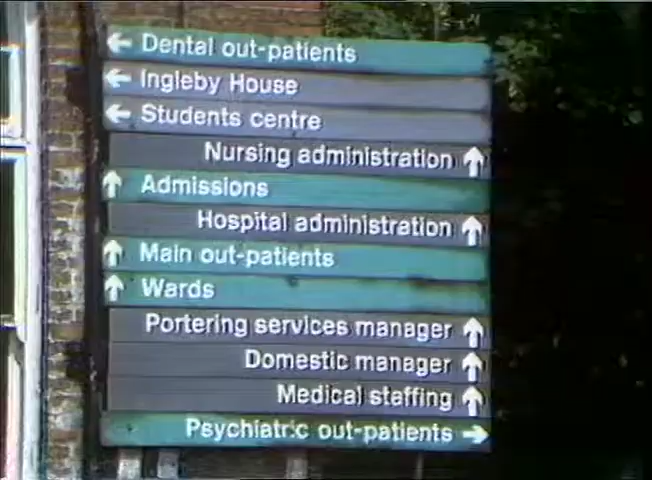 ← Dental out-patients
← Ingleby House
← Students centre
Nursing administration ↑
↑ Admissions
Hospital administration ↑
↑ Main out-patients
↑ Wards
Portering services manager ↑
Domestic manager ↑
Medical staffing ↑
Psychiatric out-patients →